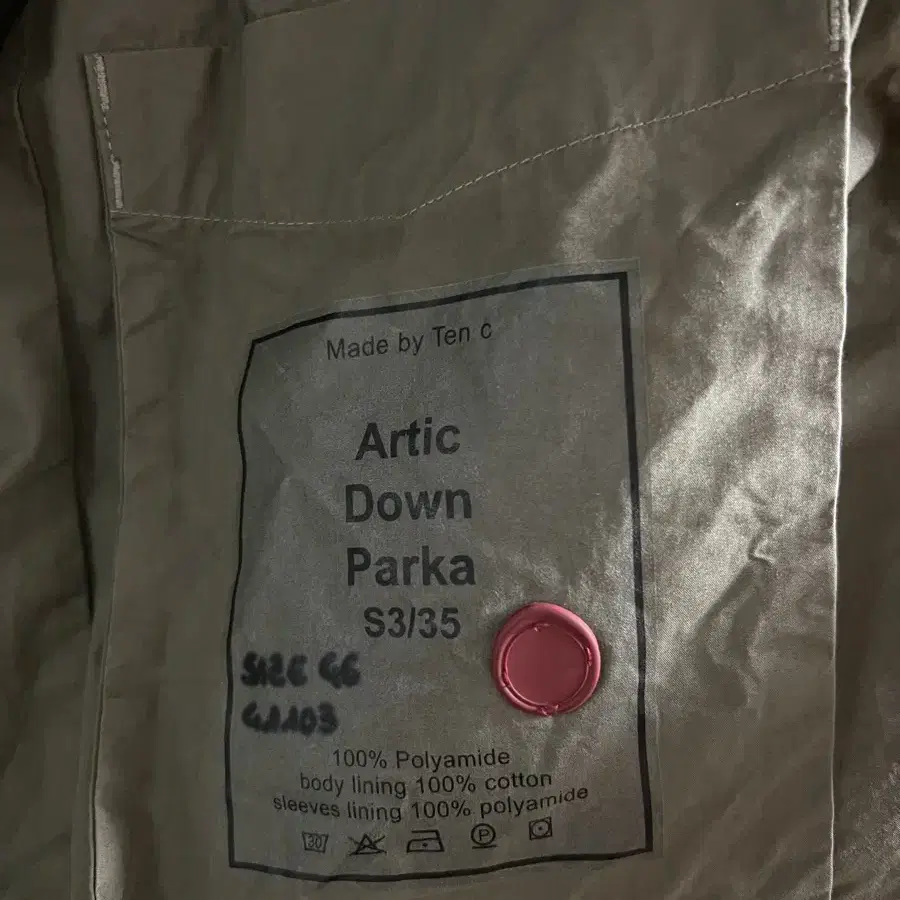 Made by Ten c
Artic
Down
Parka
S3/35
SIZE 46
100% Polyamide
body lining 100% cotton
sleeves lining 100% polyamide
30
P